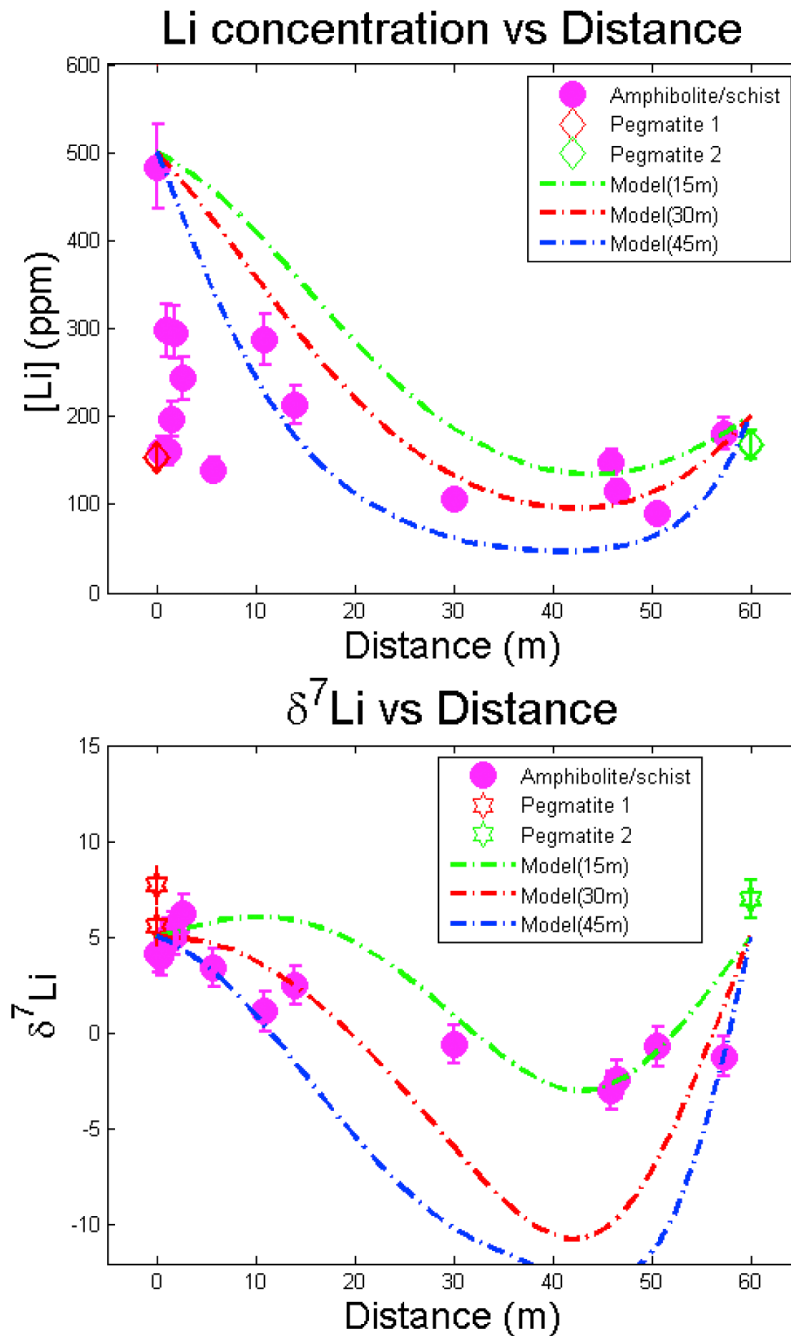 Li concentration vs Distance
600
500
400
300
200
100
0
[Li] (ppm)
Amphibolite/schist
Pegmatite 1
Pegmatite 2
Model(15m)
Model(30m)
Model(45m)
0 10 20 30 40 50 60
Distance (m)
δ⁷Li vs Distance
15
10
5
0
-5
-10
δ⁷Li
Amphibolite/schist
Pegmatite 1
Pegmatite 2
Model(15m)
Model(30m)
Model(45m)
0 10 20 30 40 50 60
Distance (m)